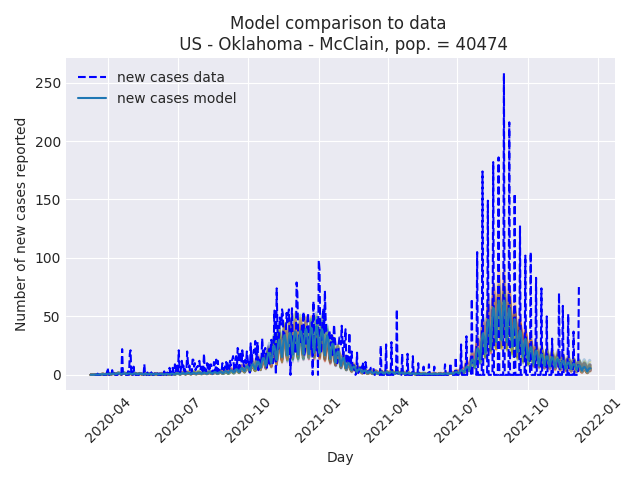 Model comparison to data
US - Oklahoma - McClain, pop. = 40474
new cases data
new cases model
Number of new cases reported
250
200
150
100
50
0
2020-04
2020-07
2020-10
2021-01
2021-04
2021-07
2021-10
2022-01
Day